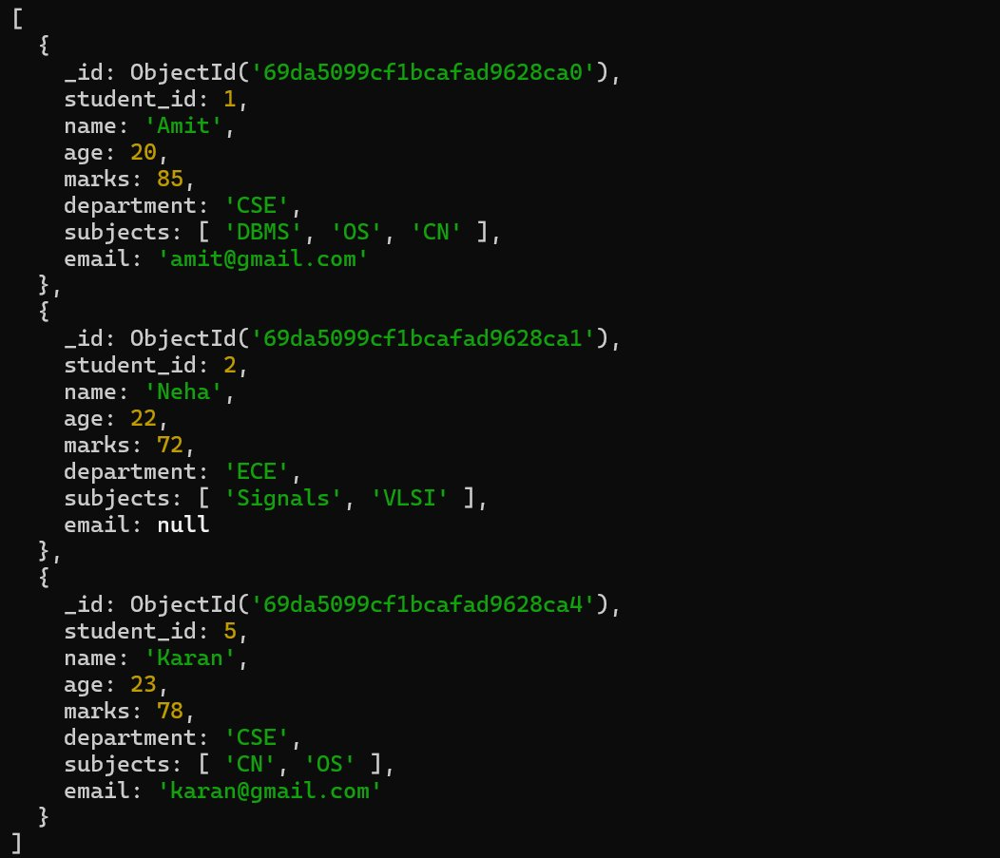 [
  {
    _id: ObjectId('69da5099cf1bcafad9628ca0'),
    student_id: 1,
    name: 'Amit',
    age: 20,
    marks: 85,
    department: 'CSE',
    subjects: [ 'DBMS', 'OS', 'CN' ],
    email: 'amit@gmail.com'
  },
  {
    _id: ObjectId('69da5099cf1bcafad9628ca1'),
    student_id: 2,
    name: 'Neha',
    age: 22,
    marks: 72,
    department: 'ECE',
    subjects: [ 'Signals', 'VLSI' ],
    email: null
  },
  {
    _id: ObjectId('69da5099cf1bcafad9628ca4'),
    student_id: 5,
    name: 'Karan',
    age: 23,
    marks: 78,
    department: 'CSE',
    subjects: [ 'CN', 'OS' ],
    email: 'karan@gmail.com'
  }
]